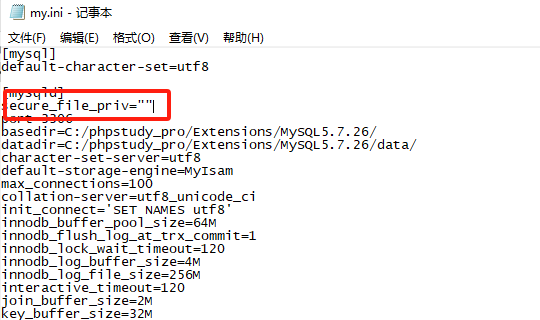 my.ini - 记事本
文件(F) 编辑(E) 格式(O) 查看(V) 帮助(H)
[mysql]
default-character-set=utf8
[mysqld]
secure_file_priv=""
port=3306
basedir=C:/phpstudy_pro/Extensions/MySQL5.7.26/
datadir=C:/phpstudy_pro/Extensions/MySQL5.7.26/data/
character-set-server=utf8
default-storage-engine=MyIsam
max_connections=100
collation-server=utf8_unicode_ci
init_connect='SET NAMES utf8'
innodb_buffer_pool_size=64M
innodb_flush_log_at_trx_commit=1
innodb_lock_wait_timeout=120
innodb_log_buffer_size=4M
innodb_log_file_size=256M
interactive_timeout=120
join_buffer_size=2M
key_buffer_size=32M